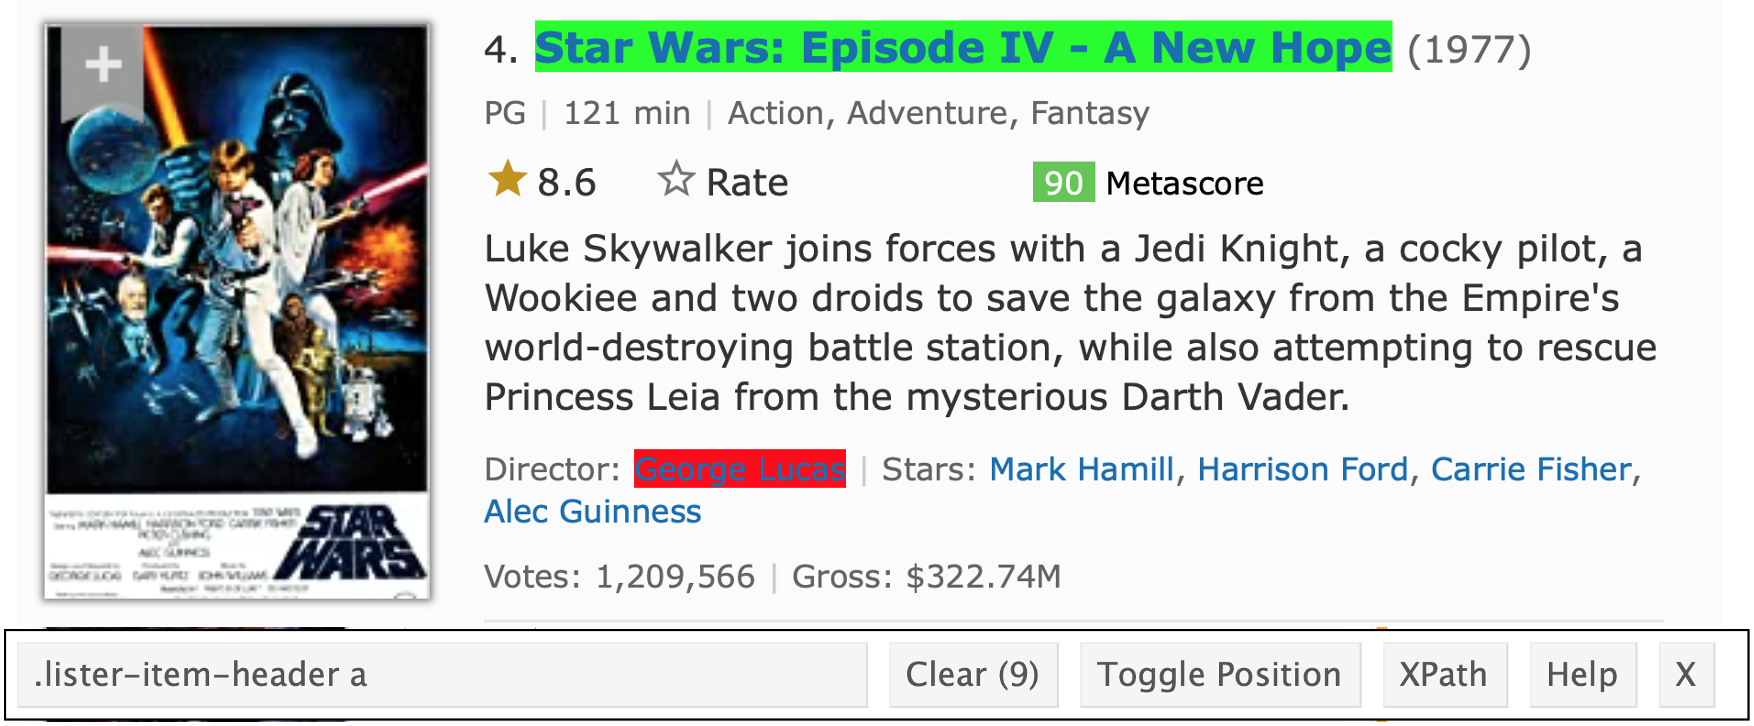 4. Star Wars: Episode IV - A New Hope (1977)
PG | 121 min | Action, Adventure, Fantasy
8.6 Rate 90 Metascore
Luke Skywalker joins forces with a Jedi Knight, a cocky pilot, a
Wookiee and two droids to save the galaxy from the Empire's
world-destroying battle station, while also attempting to rescue
Princess Leia from the mysterious Darth Vader.
Director: George Lucas | Stars: Mark Hamill, Harrison Ford, Carrie Fisher,
Alec Guinness
Votes: 1,209,566 | Gross: $322.74M
STAR
WARS
.lister-item-header a Clear (9) Toggle Position XPath Help X